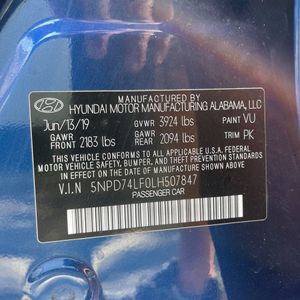 MANUFACTURED BY
HYUNDAI MOTOR MANUFACTURING ALABAMA, LLC
Jun/13/19 GVWR 3924 lbs PAINT VU
GAWR FRONT 2183 lbs GAWR REAR 2094 lbs TRIM PK
THIS VEHICLE CONFORMS TO ALL APPLICABLE FEDERAL
MOTOR VEHICLE SAFETY, BUMPER, AND THEFT PREVENTION
STANDARDS IN EFFECT ON THE DATE OF MANUFACTURE
SHOWN ABOVE.
V.I.N 5NPD74LF0LH507847
PASSENGER CAR